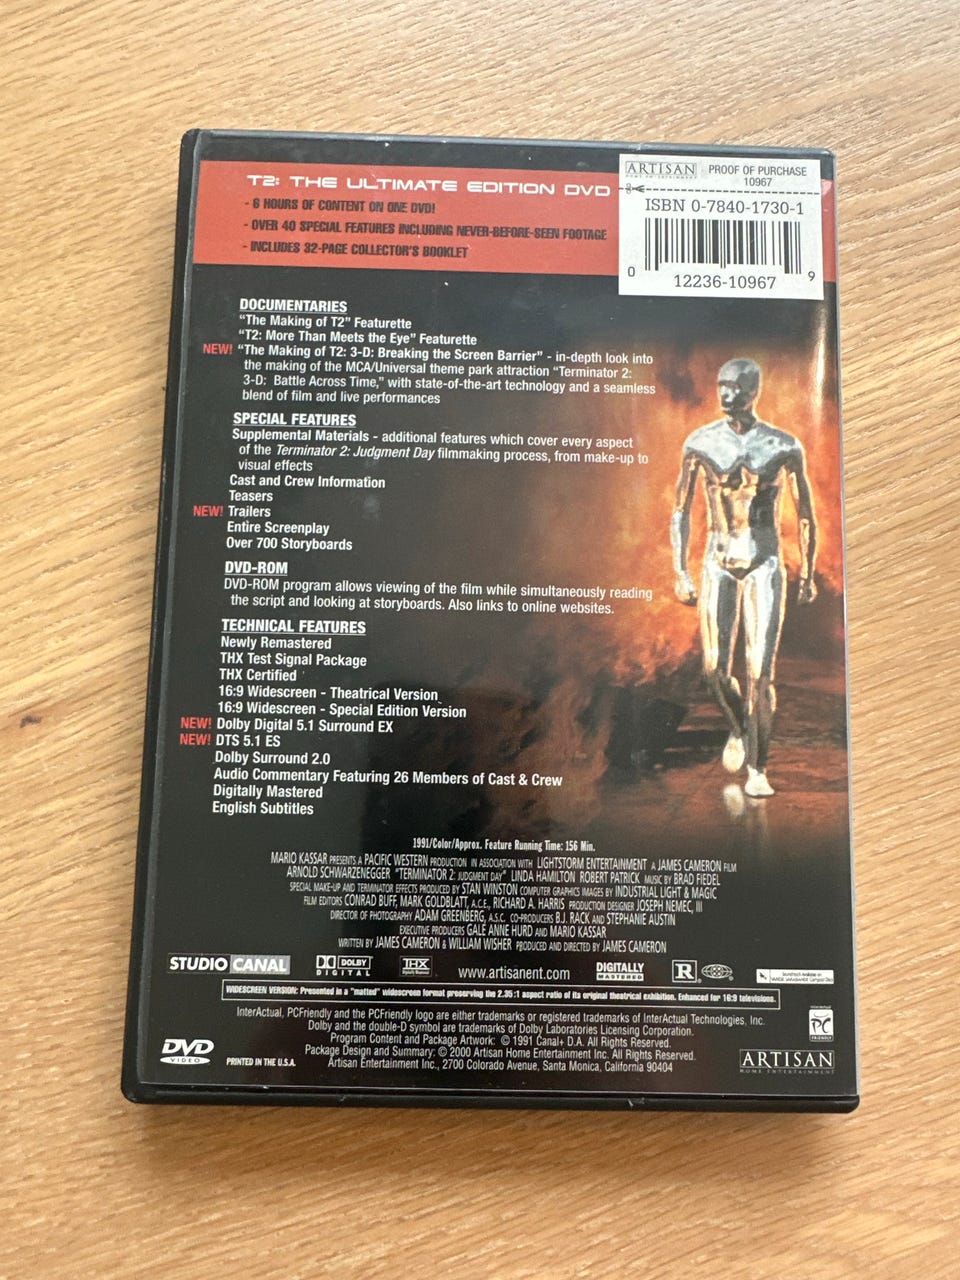 T2: THE ULTIMATE EDITION DVD
- 6 HOURS OF CONTENT ON ONE DVD!
- OVER 40 SPECIAL FEATURES INCLUDING NEVER-BEFORE-SEEN FOOTAGE
- INCLUDES 32-PAGE COLLECTOR'S BOOKLET
ARTISAN
HOME ENTERTAINMENT
PROOF OF PURCHASE
10967
ISBN 0-7840-1730-1
0 12236-10967 9
DOCUMENTARIES
"The Making of T2" Featurette
"T2: More Than Meets the Eye" Featurette
NEW! "The Making of T2: 3-D: Breaking the Screen Barrier" - in-depth look into
the making of the MCA/Universal theme park attraction "Terminator 2:
3-D: Battle Across Time," with state-of-the-art technology and a seamless
blend of film and live performances
SPECIAL FEATURES
Supplemental Materials - additional features which cover every aspect
of the Terminator 2: Judgment Day filmmaking process, from make-up to
visual effects
Cast and Crew Information
Teasers
NEW! Trailers
Entire Screenplay
Over 700 Storyboards
DVD-ROM
DVD-ROM program allows viewing of the film while simultaneously reading
the script and looking at storyboards. Also links to online websites.
TECHNICAL FEATURES
Newly Remastered
THX Test Signal Package
THX Certified
16:9 Widescreen - Theatrical Version
16:9 Widescreen - Special Edition Version
NEW! Dolby Digital 5.1 Surround EX
NEW! DTS 5.1 ES
Dolby Surround 2.0
Audio Commentary Featuring 26 Members of Cast & Crew
Digitally Mastered
English Subtitles
1991/Color/Approx. Feature Running Time: 156 Min.
MARIO KASSAR PRESENTS A PACIFIC WESTERN PRODUCTION IN ASSOCIATION WITH LIGHTSTORM ENTERTAINMENT A JAMES CAMERON FILM
ARNOLD SCHWARZENEGGER "TERMINATOR 2: JUDGMENT DAY" LINDA HAMILTON ROBERT PATRICK MUSIC BY BRAD FIEDEL
SPECIAL MAKE-UP AND TERMINATOR EFFECTS PRODUCED BY STAN WINSTON COMPUTER GRAPHICS IMAGES BY INDUSTRIAL LIGHT & MAGIC
FILM EDITORS CONRAD BUFF, MARK GOLDBLATT, A.C.E., RICHARD A. HARRIS PRODUCTION DESIGNER JOSEPH NEMEC, III
DIRECTOR OF PHOTOGRAPHY ADAM GREENBERG, A.S.C. CO-PRODUCERS B.J. RACK AND STEPHANIE AUSTIN
EXECUTIVE PRODUCERS GALE ANNE HURD AND MARIO KASSAR
WRITTEN BY JAMES CAMERON & WILLIAM WISHER PRODUCED AND DIRECTED BY JAMES CAMERON
STUDIO CANAL
DOLBY
DIGITAL
THX
www.artisanent.com
DIGITALLY
MASTERED
R
WIDESCREEN VERSION: Presented in a "matted" widescreen format preserving the 2.35:1 aspect ratio of its original theatrical exhibition. Enhanced for 16:9 televisions.
InterActual, PCFriendly and the PCFriendly logo are either trademarks or registered trademarks of InterActual Technologies, Inc.
Dolby and the double-D symbol are trademarks of Dolby Laboratories Licensing Corporation.
Program Content and Package Artwork: © 1991 Canal+ D.A. All Rights Reserved.
Package Design and Summary: © 2000 Artisan Home Entertainment Inc. All Rights Reserved.
Artisan Entertainment Inc., 2700 Colorado Avenue, Santa Monica, California 90404
PC
FRIENDLY
DVD
VIDEO
PRINTED IN THE U.S.A.
ARTISAN
HOME ENTERTAINMENT